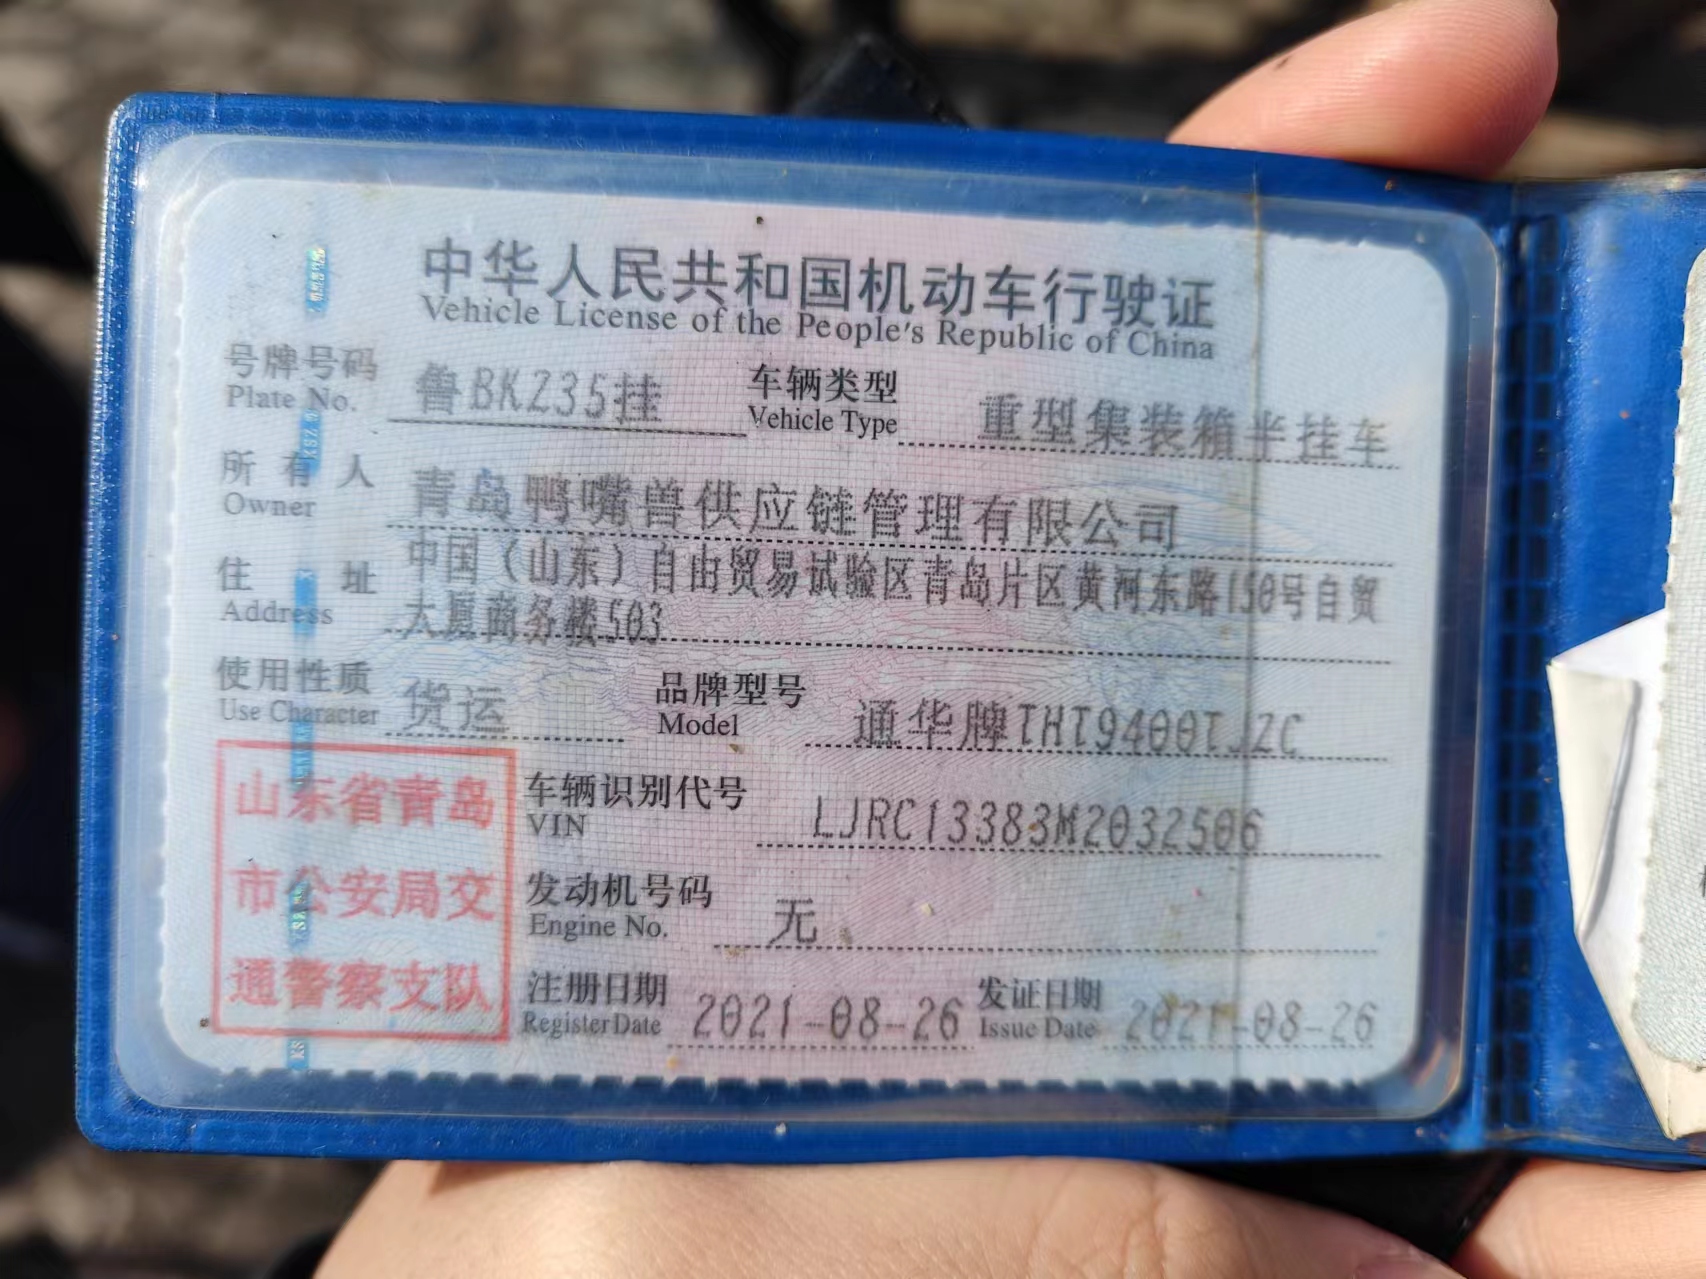 中华人民共和国机动车行驶证
Vehicle License of the People's Republic of China
号牌号码 鲁BKZ35挂 车辆类型 重型集装箱半挂车
Plate No. Vehicle Type
所有人 青岛鸭嘴兽供应链管理有限公司
Owner
住址 中国(山东)自由贸易试验区青岛片区黄河东路150号自贸
Address 大厦商务楼503
使用性质 货运 品牌型号 通华牌THT9400TJZC
Use Character Model
山东省青岛
市公安局交
通警察支队
车辆识别代号 LJRC13383M2032506
VIN
发动机号码 无
Engine No.
注册日期 2021-08-26 发证日期 2021-08-26
Register Date Issue Date